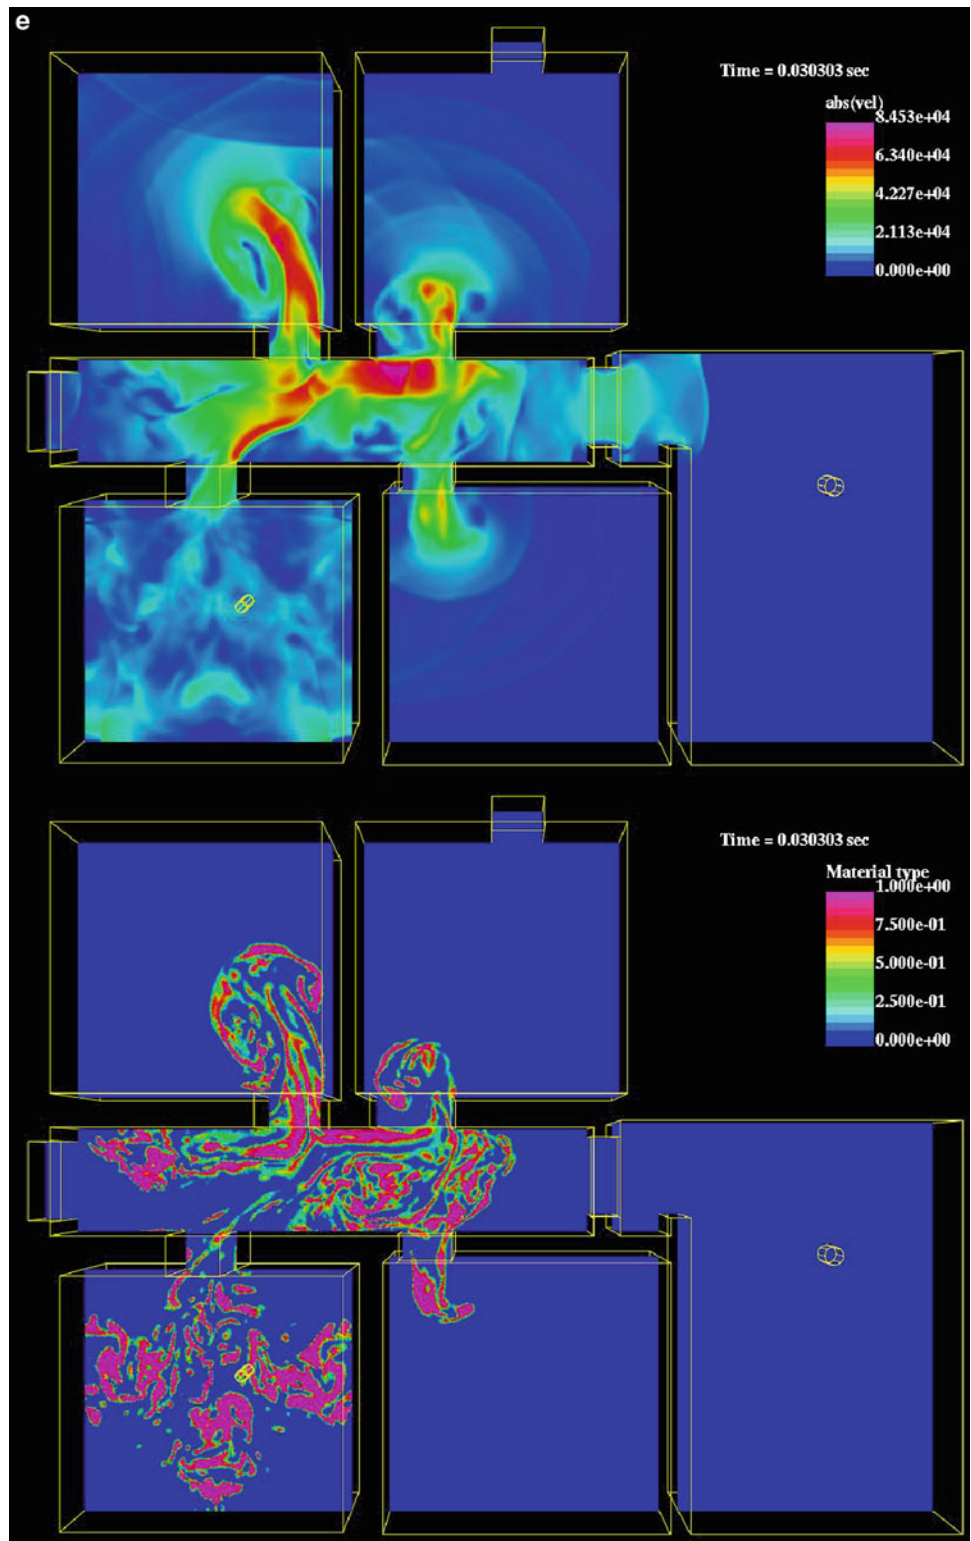 e
Time = 0.030303 sec
abs(vel)
8.453e+04
6.340e+04
4.227e+04
2.113e+04
0.000e+00
Time = 0.030303 sec
Material type
1.000e+00
7.500e-01
5.000e-01
2.500e-01
0.000e+00